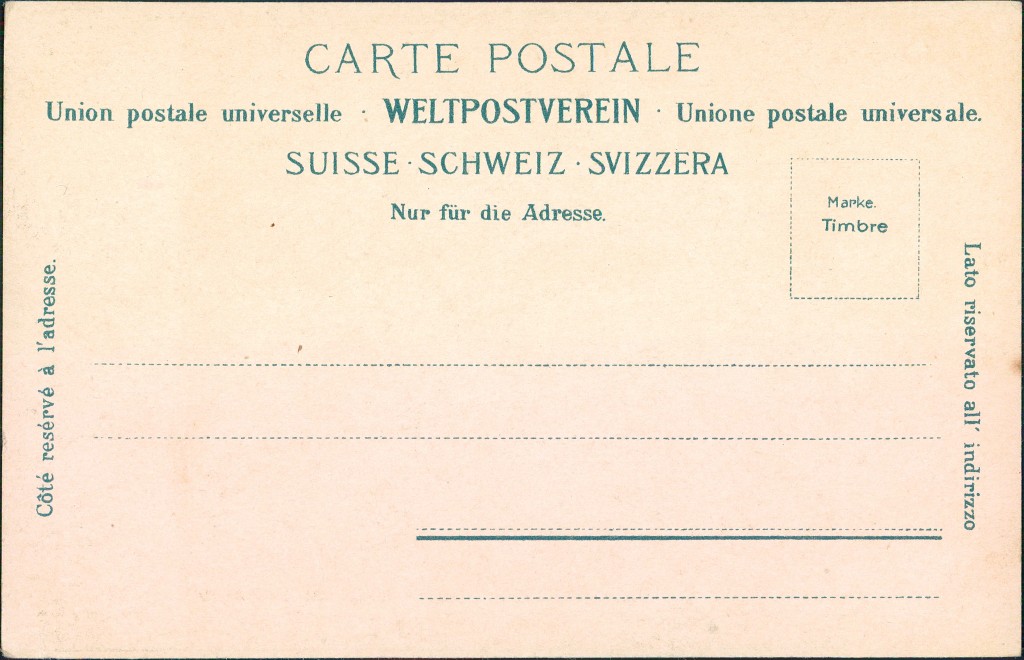 CARTE POSTALE
Union postale universelle · WELTPOSTVEREIN · Unione postale universale.
SUISSE · SCHWEIZ · SVIZZERA
Nur für die Adresse.
Marke.
Timbre
Côté resérvé à l'adresse.
Lato riservato all' indirizzo